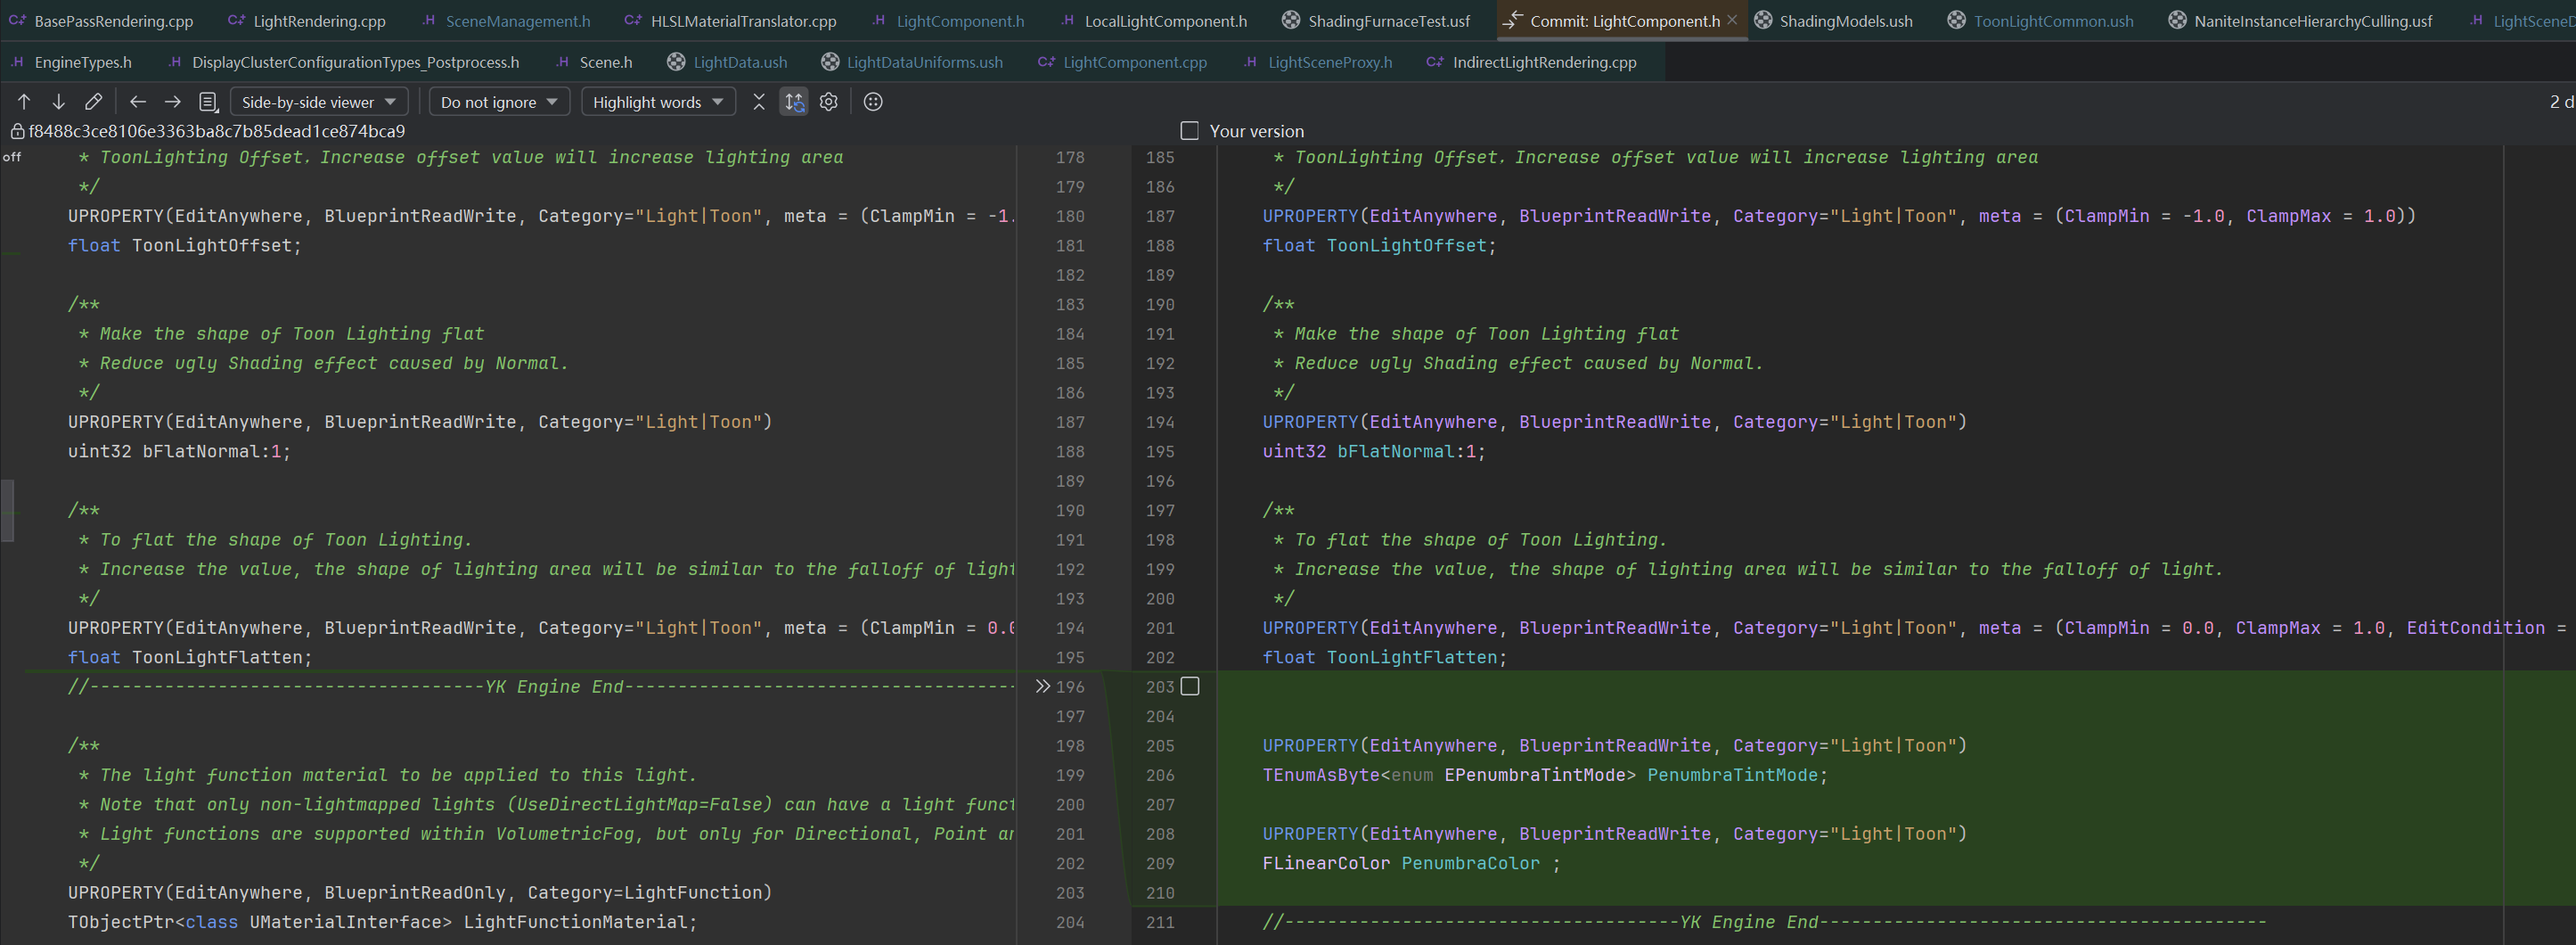 BasePassRendering.cpp LightRendering.cpp SceneManagement.h HLSLMaterialTranslator.cpp LightComponent.h LocalLightComponent.h ShadingFurnaceTest.usf Commit: LightComponent.h ShadingModels.ush ToonLightCommon.ush NaniteInstanceHierarchyCulling.usf LightSceneD
EngineTypes.h DisplayClusterConfigurationTypes_Postprocess.h Scene.h LightData.ush LightDataUniforms.ush LightComponent.cpp LightSceneProxy.h IndirectLightRendering.cpp
Side-by-side viewer Do not ignore Highlight words 2 d
f8488c3ce8106e3363ba8c7b85dead1ce874bca9 Your version
off * ToonLighting Offset. Increase offset value will increase lighting area 178 185 * ToonLighting Offset. Increase offset value will increase lighting area
*/ 179 186 */
UPROPERTY(EditAnywhere, BlueprintReadWrite, Category="Light|Toon", meta = (ClampMin = -1. 180 187 UPROPERTY(EditAnywhere, BlueprintReadWrite, Category="Light|Toon", meta = (ClampMin = -1.0, ClampMax = 1.0))
float ToonLightOffset; 181 188 float ToonLightOffset;
182 189
/** 183 190 /**
* Make the shape of Toon Lighting flat 184 191 * Make the shape of Toon Lighting flat
* Reduce ugly Shading effect caused by Normal. 185 192 * Reduce ugly Shading effect caused by Normal.
*/ 186 193 */
UPROPERTY(EditAnywhere, BlueprintReadWrite, Category="Light|Toon") 187 194 UPROPERTY(EditAnywhere, BlueprintReadWrite, Category="Light|Toon")
uint32 bFlatNormal:1; 188 195 uint32 bFlatNormal:1;
189 196
/** 190 197 /**
* To flat the shape of Toon Lighting. 191 198 * To flat the shape of Toon Lighting.
* Increase the value, the shape of lighting area will be similar to the falloff of light 192 199 * Increase the value, the shape of lighting area will be similar to the falloff of light.
*/ 193 200 */
UPROPERTY(EditAnywhere, BlueprintReadWrite, Category="Light|Toon", meta = (ClampMin = 0.0 194 201 UPROPERTY(EditAnywhere, BlueprintReadWrite, Category="Light|Toon", meta = (ClampMin = 0.0, ClampMax = 1.0, EditCondition =
float ToonLightFlatten; 195 202 float ToonLightFlatten;
//-------------------------------------YK Engine End------------------------------------- 196 203
197 204
/** 198 205 UPROPERTY(EditAnywhere, BlueprintReadWrite, Category="Light|Toon")
* The light function material to be applied to this light. 199 206 TEnumAsByte<enum EPenumbraTintMode> PenumbraTintMode;
* Note that only non-lightmapped lights (UseDirectLightMap=False) can have a light funct 200 207
* Light functions are supported within VolumetricFog, but only for Directional, Point an 201 208 UPROPERTY(EditAnywhere, BlueprintReadWrite, Category="Light|Toon")
*/ 202 209 FLinearColor PenumbraColor ;
UPROPERTY(EditAnywhere, BlueprintReadOnly, Category=LightFunction) 203 210
TObjectPtr<class UMaterialInterface> LightFunctionMaterial; 204 211 //-------------------------------------YK Engine End------------------------------------------